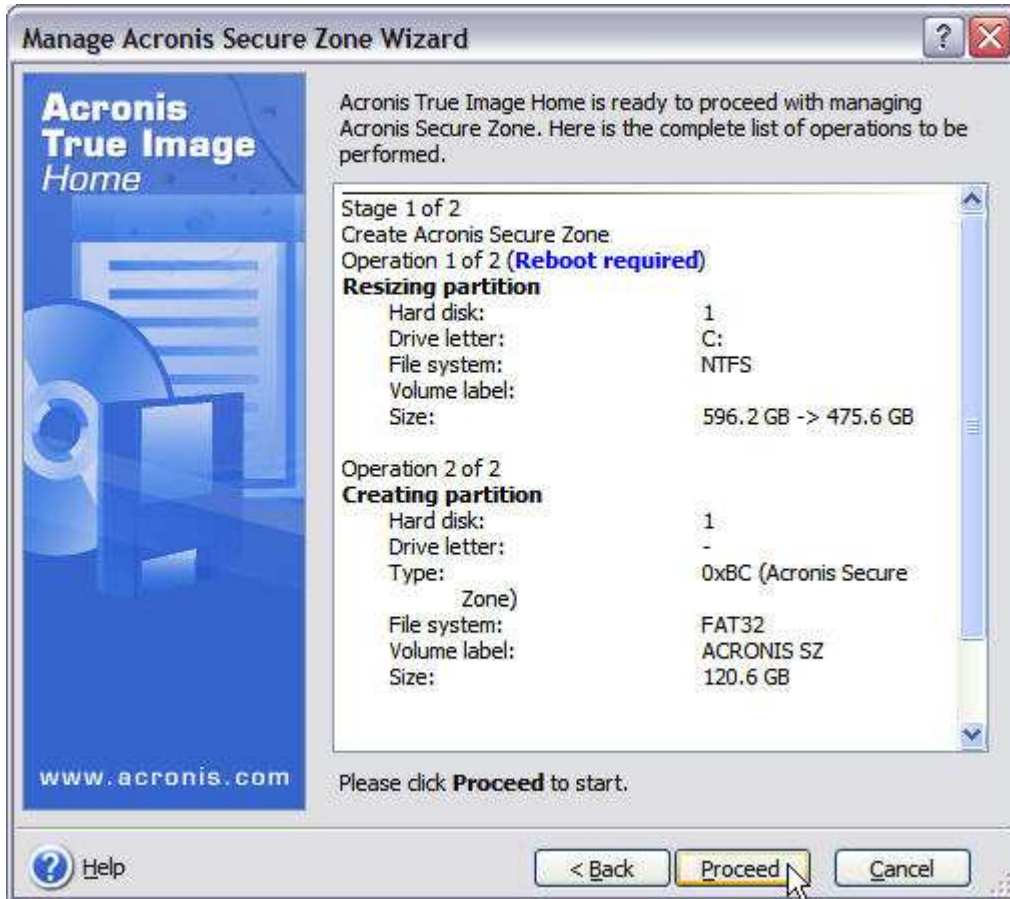 Manage Acronis Secure Zone Wizard
Acronis
True Image
Home
www.acronis.com
Acronis True Image Home is ready to proceed with managing
Acronis Secure Zone. Here is the complete list of operations to be
performed.
Stage 1 of 2
Create Acronis Secure Zone
Operation 1 of 2 (Reboot required)
Resizing partition
Hard disk: 1
Drive letter: C:
File system: NTFS
Volume label:
Size: 596.2 GB -> 475.6 GB
Operation 2 of 2
Creating partition
Hard disk: 1
Drive letter: -
Type: 0xBC (Acronis Secure
Zone)
File system: FAT32
Volume label: ACRONIS SZ
Size: 120.6 GB
Please click Proceed to start.
Help
< Back
Proceed
Cancel